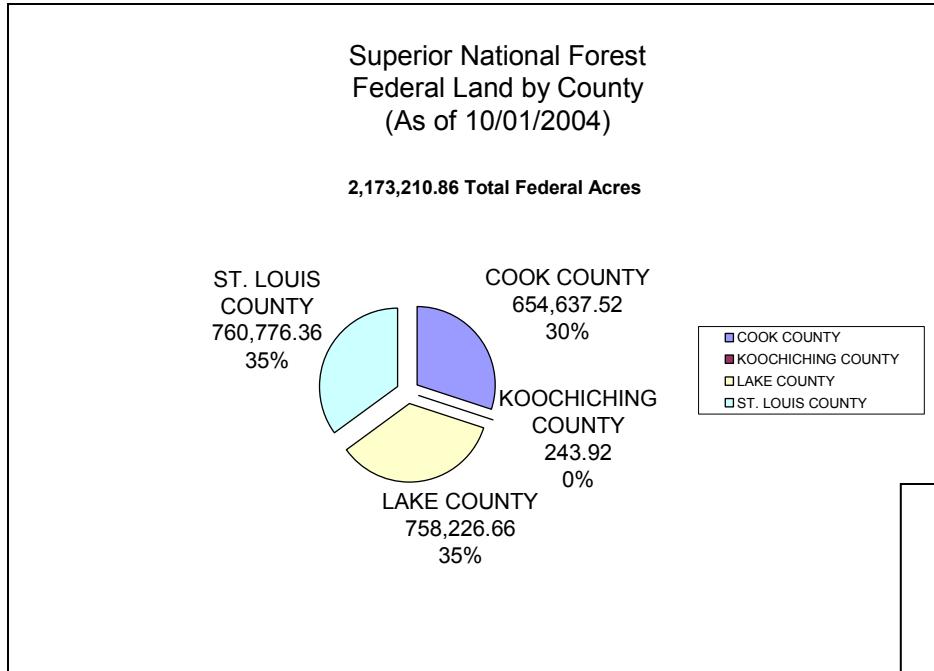 Superior National Forest
Federal Land by County
(As of 10/01/2004)
2,173,210.86 Total Federal Acres
ST. LOUIS
COUNTY
760,776.36
35%
COOK COUNTY
654,637.52
30%
KOOCHICHING
COUNTY
243.92
0%
LAKE COUNTY
758,226.66
35%
COOK COUNTY
KOOCHICHING COUNTY
LAKE COUNTY
ST. LOUIS COUNTY